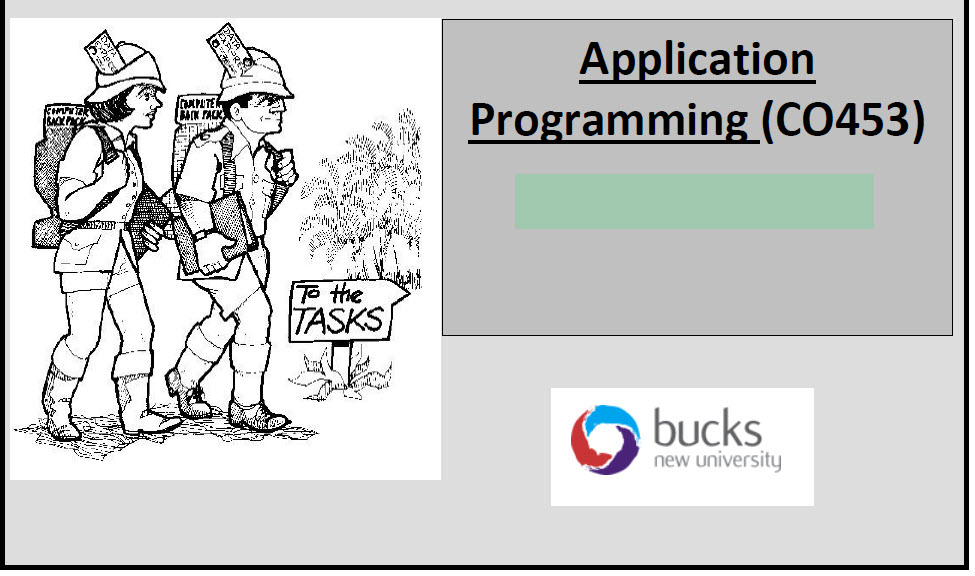 COMPUTER
BACK PACK
COMPUTER
BACK PACK
To the
TASKS
Application
Programming (CO453)
bucks
new university